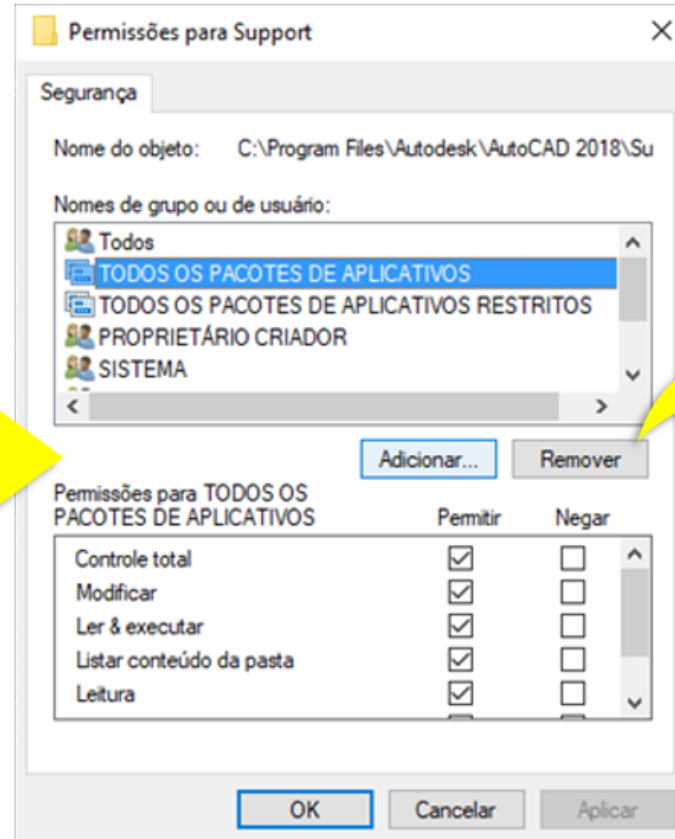 Permissões para Support
Segurança
Nome do objeto: C:\Program Files\Autodesk\AutoCAD 2018\Su
Nomes de grupo ou de usuário:
Todos
TODOS OS PACOTES DE APLICATIVOS
TODOS OS PACOTES DE APLICATIVOS RESTRITOS
PROPRIETÁRIO CRIADOR
SISTEMA
Adicionar... Remover
Permissões para TODOS OS
PACOTES DE APLICATIVOS Permitir Negar
Controle total
Modificar
Ler & executar
Listar conteúdo da pasta
Leitura
OK Cancelar Aplicar